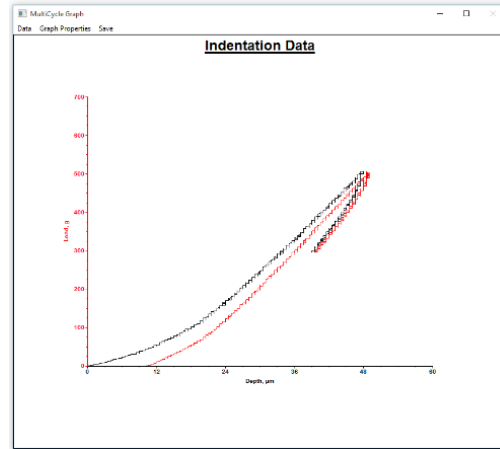 MultiCycle Graph
Data Graph Properties Save
Indentation Data
700
600
500
400
300
200
100
0
Load, g
0 12 24 36 48 60
Depth, µm